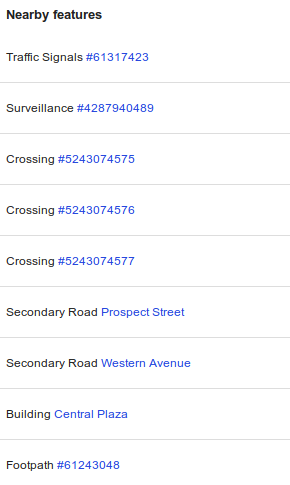 Nearby features
Traffic Signals #61317423
Surveillance #4287940489
Crossing #5243074575
Crossing #5243074576
Crossing #5243074577
Secondary Road Prospect Street
Secondary Road Western Avenue
Building Central Plaza
Footpath #61243048